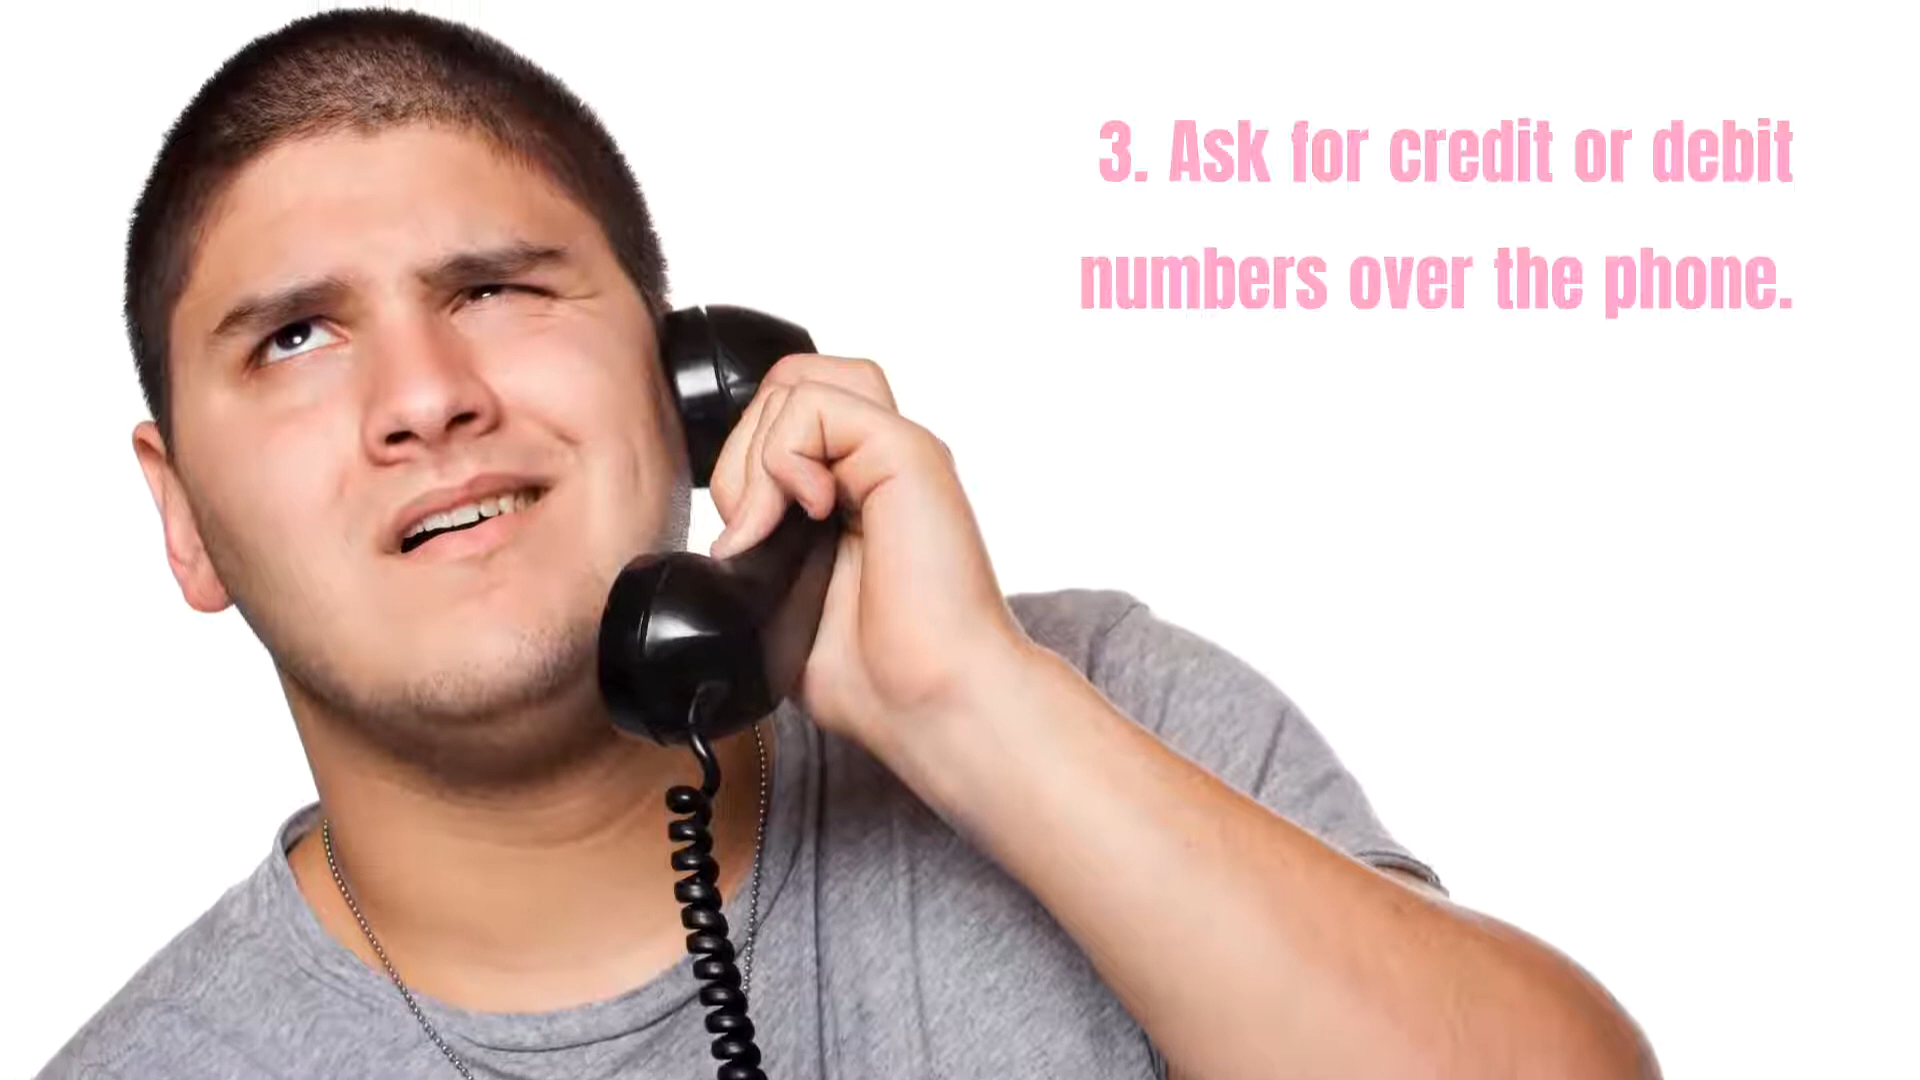 3. Ask for credit or debit
numbers over the phone.